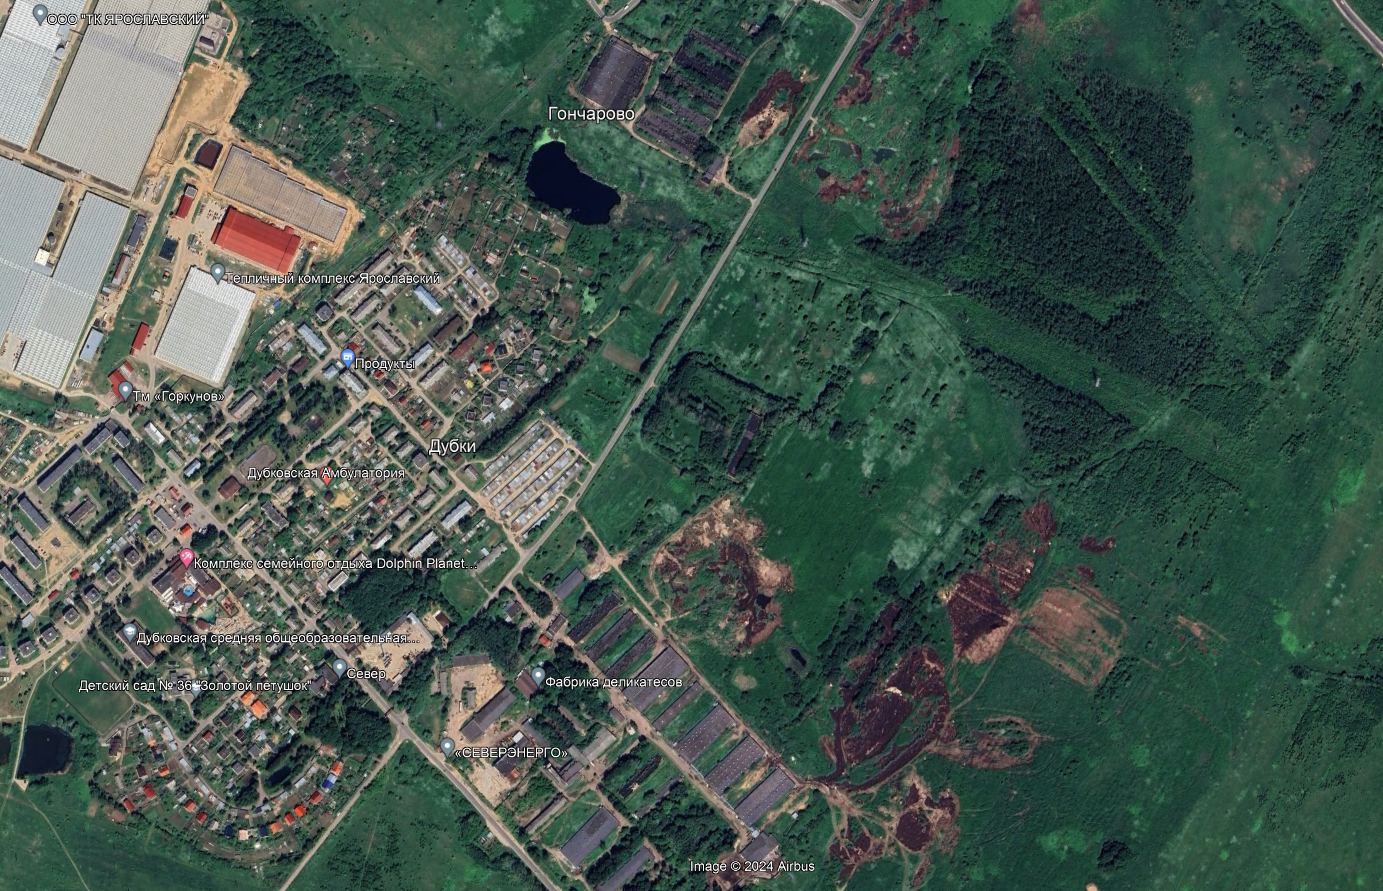 ООО "ТК ЯРОСЛАВСКИЙ"
Гончарово
Тепличный комплекс Ярославский
Продукты
Тм «Горкунов»
Дубки
Дубковская Амбулатория
Комплекс семейного отдыха Dolphin Planet...
Дубковская средняя общеобразовательная...
Север
Детский сад № 36 "Золотой петушок"
Фабрика деликатесов
«СЕВЕРЭНЕРГО»
Image © 2024 Airbus